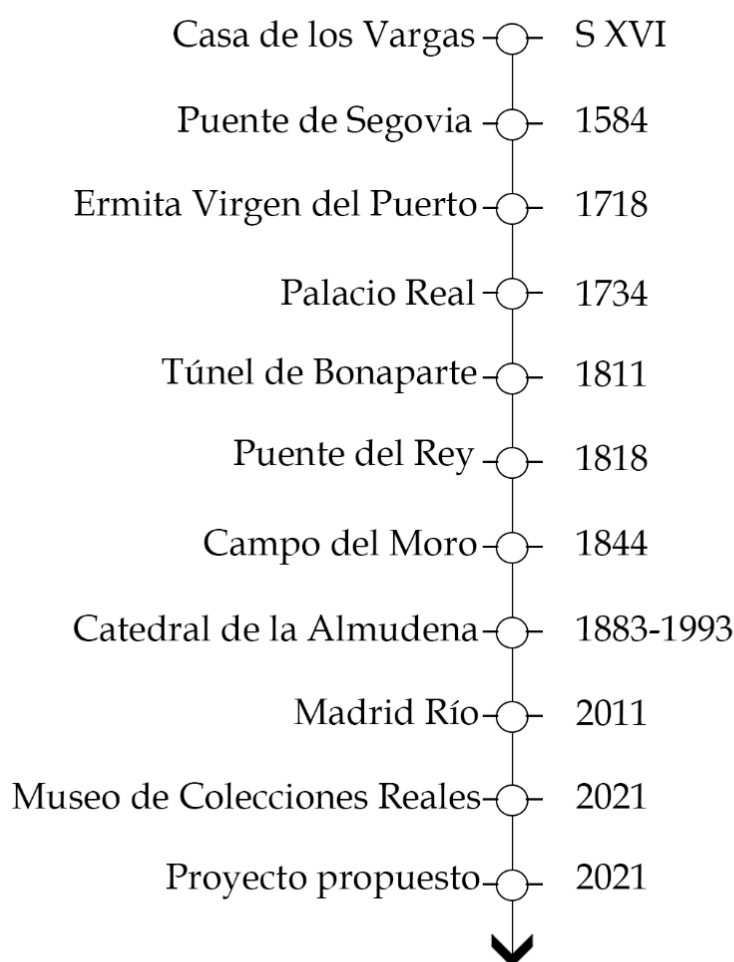 Casa de los Vargas S XVI
Puente de Segovia 1584
Ermita Virgen del Puerto 1718
Palacio Real 1734
Túnel de Bonaparte 1811
Puente del Rey 1818
Campo del Moro 1844
Catedral de la Almudena 1883-1993
Madrid Río 2011
Museo de Colecciones Reales 2021
Proyecto propuesto 2021